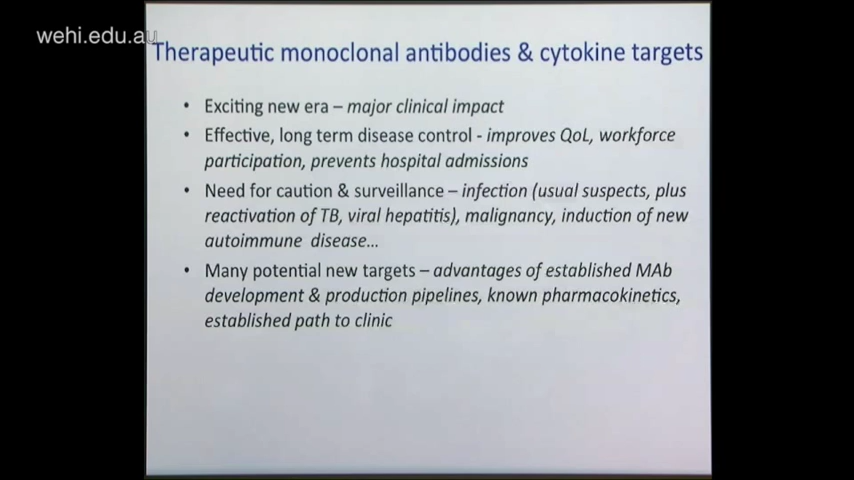 wehi.edu.au
Therapeutic monoclonal antibodies & cytokine targets
• Exciting new era – major clinical impact
• Effective, long term disease control - improves QoL, workforce
participation, prevents hospital admissions
• Need for caution & surveillance – infection (usual suspects, plus
reactivation of TB, viral hepatitis), malignancy, induction of new
autoimmune disease...
• Many potential new targets – advantages of established MAb
development & production pipelines, known pharmacokinetics,
established path to clinic